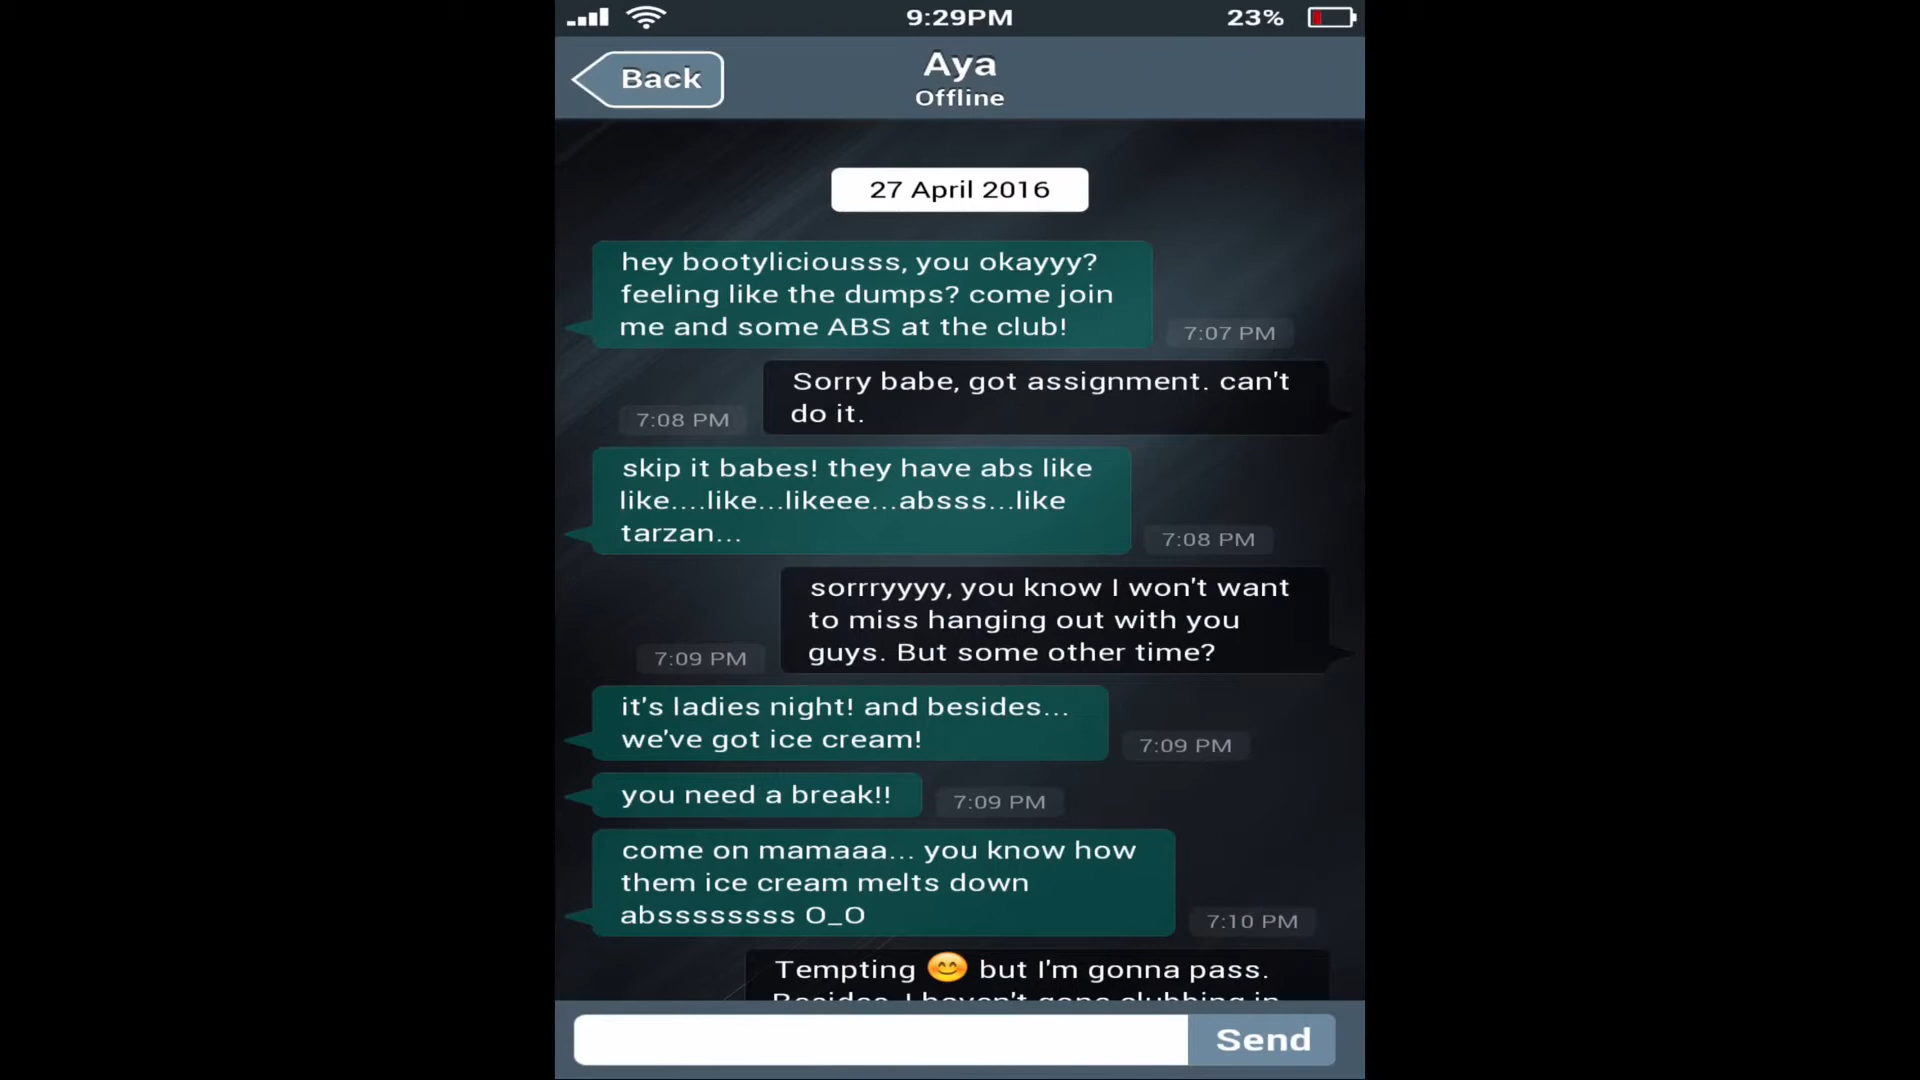 9:29PM
23%
Back
Aya
Offline
27 April 2016
hey bootyliciousss, you okayyy?
feeling like the dumps? come join
me and some ABS at the club!
7:07 PM
Sorry babe, got assignment. can't
do it.
7:08 PM
skip it babes! they have abs like
like....like...likeee...absss...like
tarzan...
7:08 PM
sorrryyyy, you know I won't want
to miss hanging out with you
guys. But some other time?
7:09 PM
it's ladies night! and besides...
we've got ice cream!
7:09 PM
you need a break!!
7:09 PM
come on mamaaa... you know how
them ice cream melts down
abssssssss O_O
7:10 PM
Tempting 😊 but I'm gonna pass.
Besides, I haven't gone clubbing in
Send